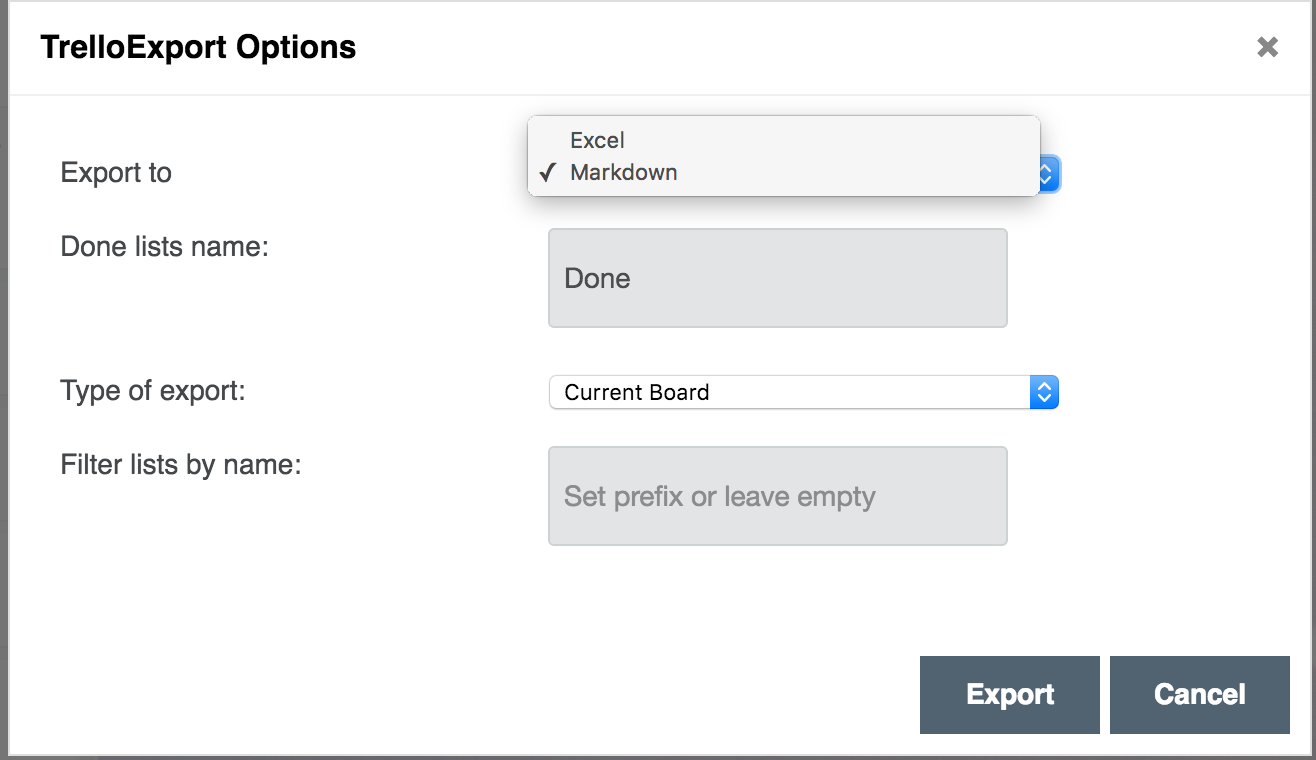 TrelloExport Options
Export to
Excel
Markdown
Done lists name:
Done
Type of export:
Current Board
Filter lists by name:
Set prefix or leave empty
Export
Cancel